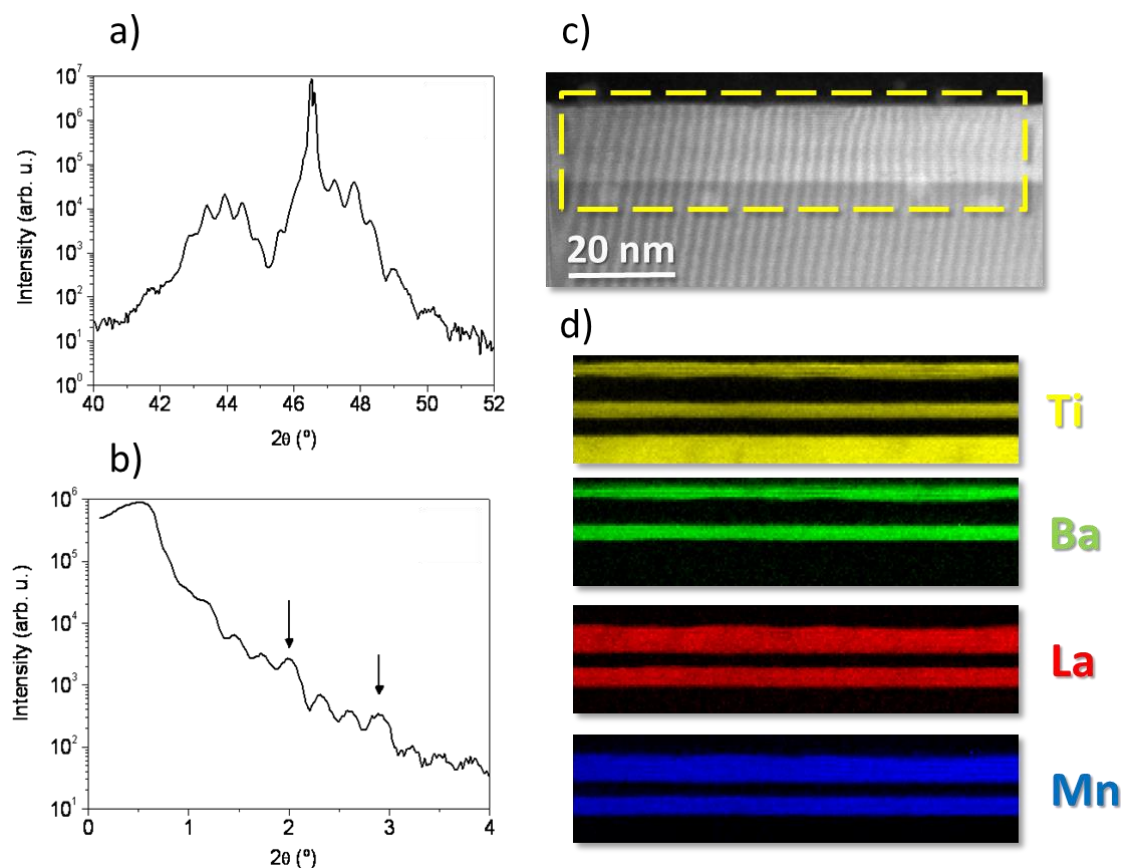 a)
10⁷
10⁶
10⁵
10⁴
10³
10²
10¹
10⁰
Intensity (arb. u.)
40 42 44 46 48 50 52
2θ (º)
b)
10⁶
10⁵
10⁴
10³
10²
10¹
Intensity (arb. u.)
0 1 2 3 4
2θ (º)
c)
20 nm
d)
Ti
Ba
La
Mn